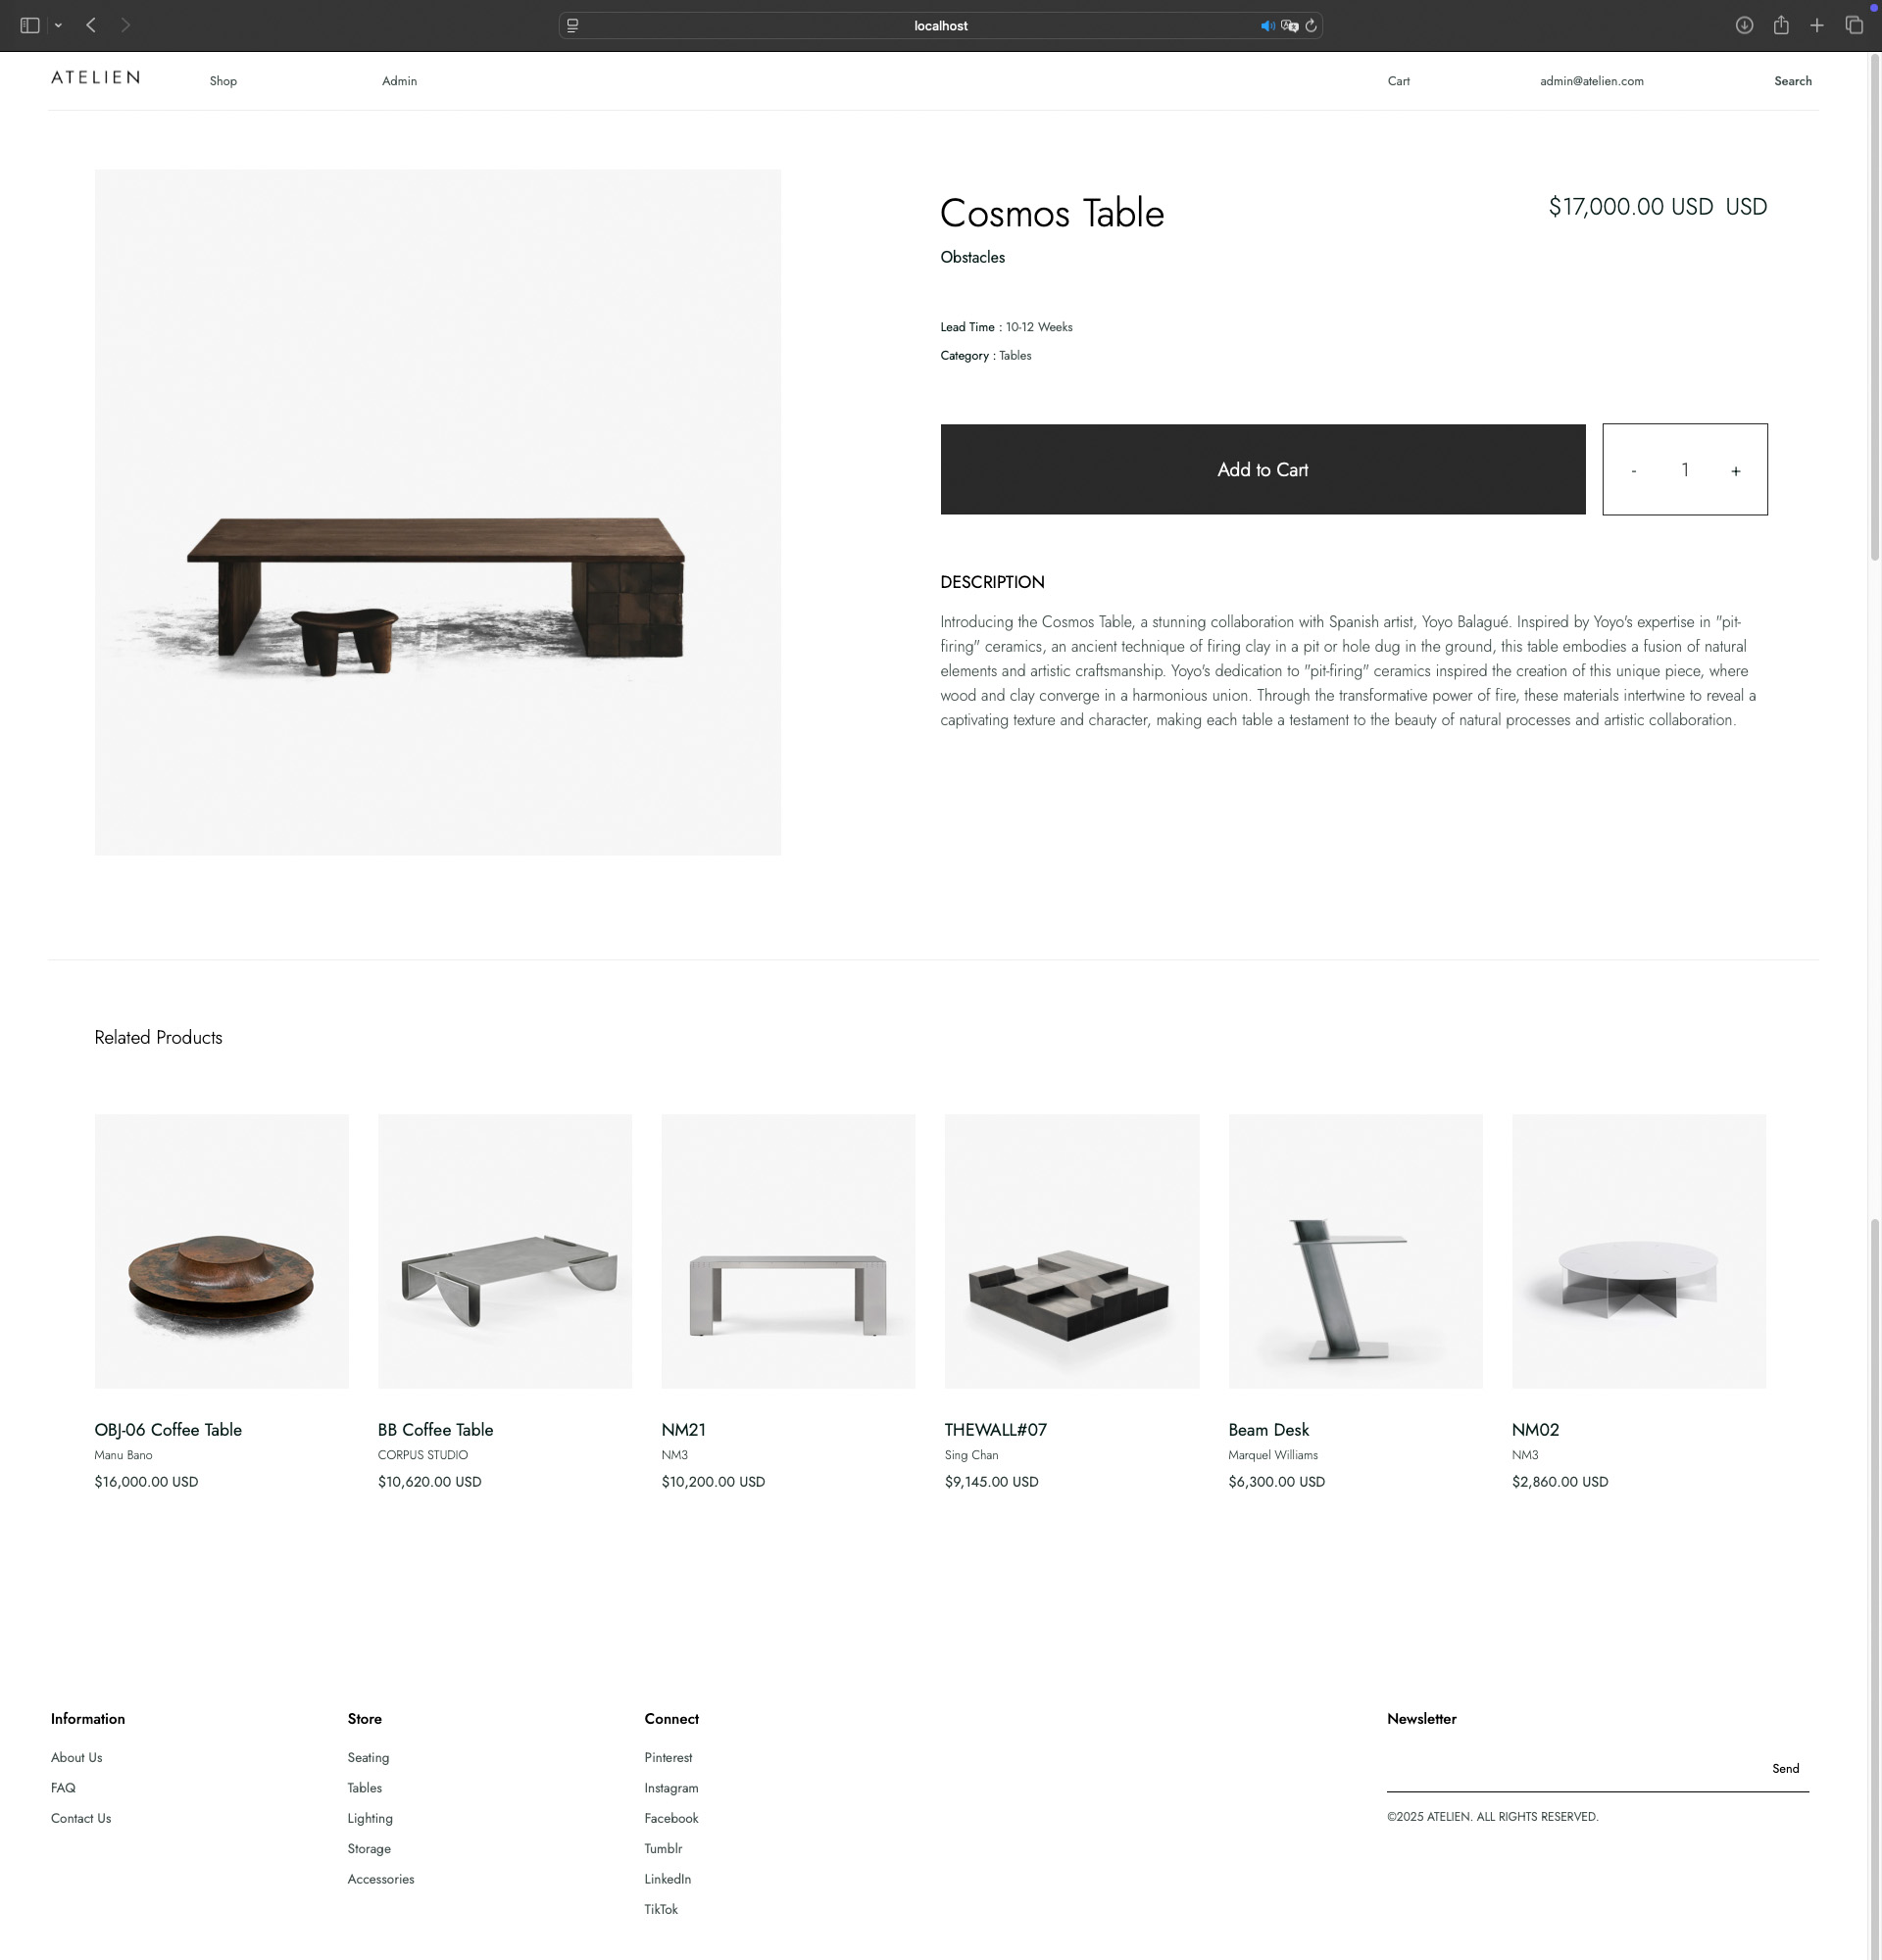 localhost
ATELIEN
Shop
Admin
Cart
admin@atelien.com
Search
Cosmos Table
$17,000.00 USD USD
Obstacles
Lead Time : 10-12 Weeks
Category : Tables
Add to Cart
- 1 +
DESCRIPTION
Introducing the Cosmos Table, a stunning collaboration with Spanish artist, Yoyo Balagué. Inspired by Yoyo's expertise in "pit-
firing" ceramics, an ancient technique of firing clay in a pit or hole dug in the ground, this table embodies a fusion of natural
elements and artistic craftsmanship. Yoyo's dedication to "pit-firing" ceramics inspired the creation of this unique piece, where
wood and clay converge in a harmonious union. Through the transformative power of fire, these materials intertwine to reveal a
captivating texture and character, making each table a testament to the beauty of natural processes and artistic collaboration.
Related Products
OBJ-06 Coffee Table
Manu Bano
$16,000.00 USD
BB Coffee Table
CORPUS STUDIO
$10,620.00 USD
NM21
NM3
$10,200.00 USD
THEWALL#07
Sing Chan
$9,145.00 USD
Beam Desk
Marquel Williams
$6,300.00 USD
NM02
NM3
$2,860.00 USD
Information
About Us
FAQ
Contact Us
Store
Seating
Tables
Lighting
Storage
Accessories
Connect
Pinterest
Instagram
Facebook
Tumblr
LinkedIn
TikTok
Newsletter
Send
©2025 ATELIEN. ALL RIGHTS RESERVED.